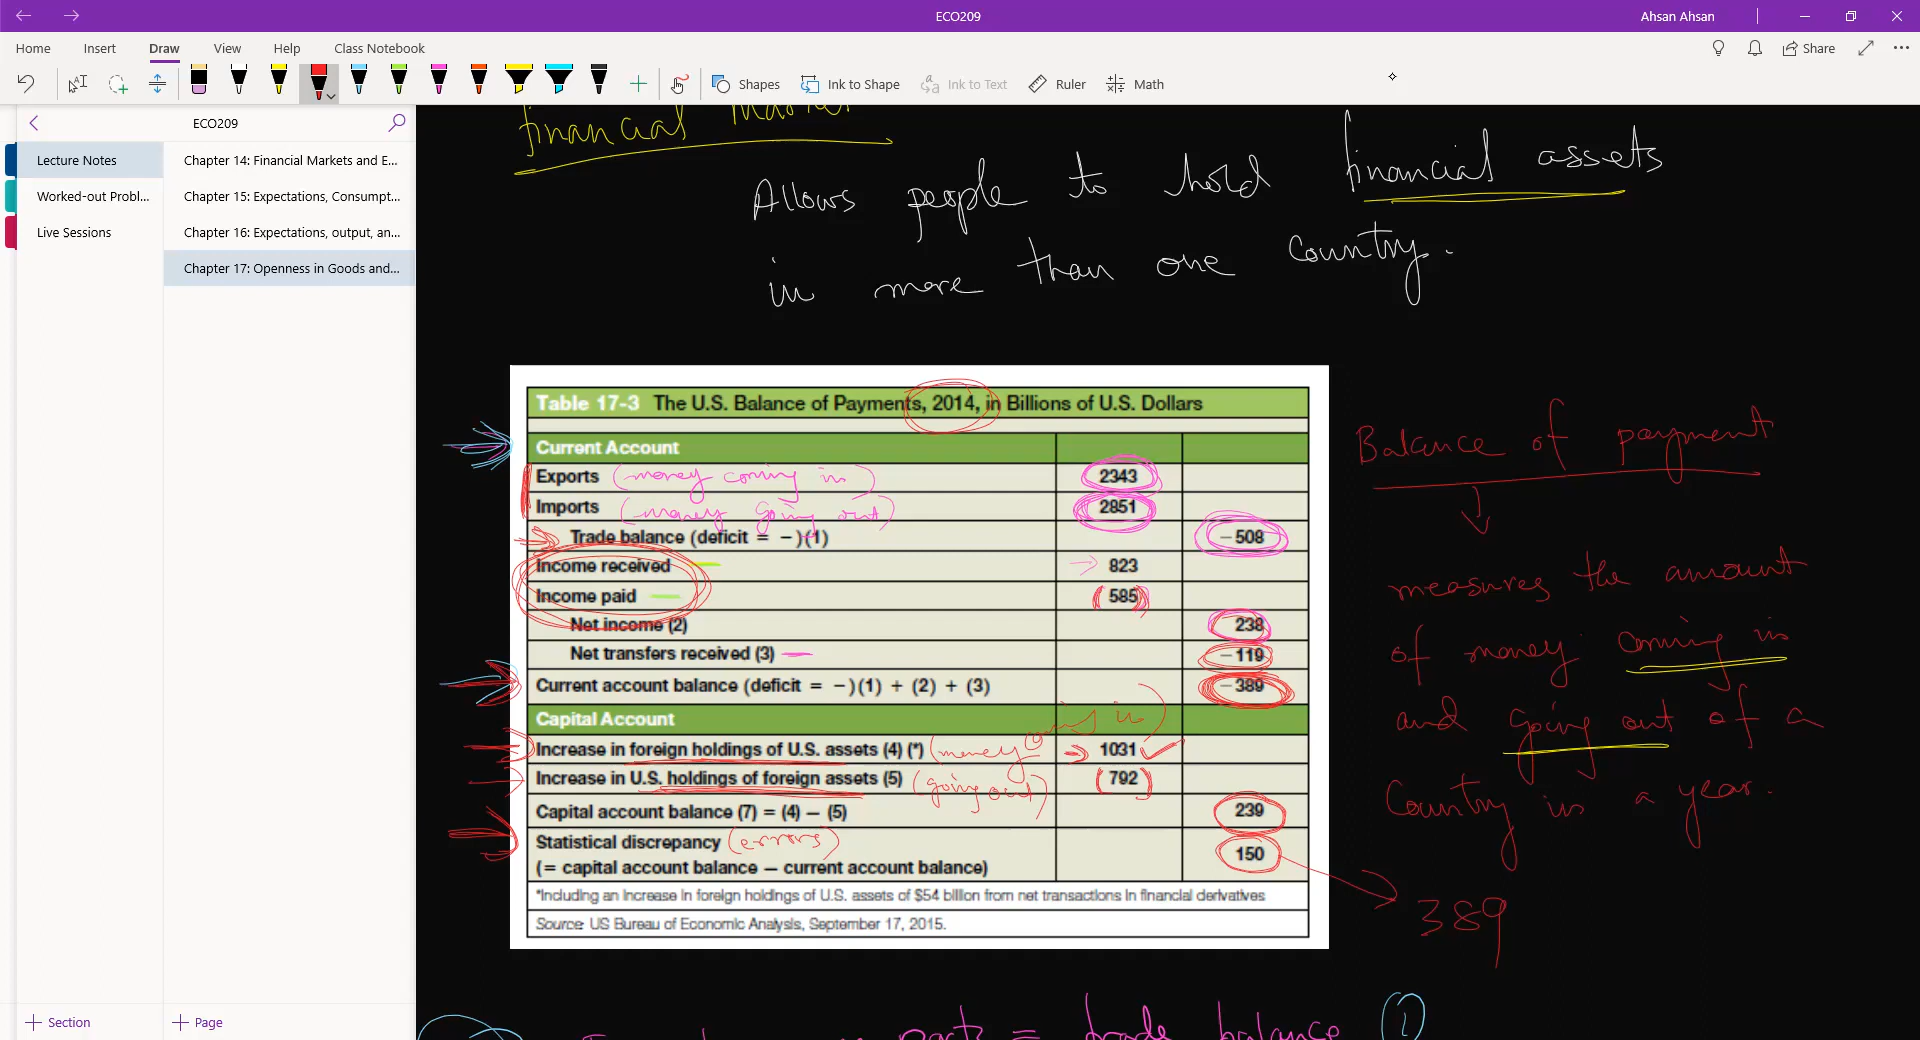 ECO209
Ahsan Ahsan
Home Insert Draw View Help Class Notebook
Share
Shapes Ink to Shape Ink to Text Ruler Math
ECO209
Lecture Notes
Worked-out Probl...
Live Sessions
Chapter 14: Financial Markets and E...
Chapter 15: Expectations, Consumpt...
Chapter 16: Expectations, output, an...
Chapter 17: Openness in Goods and...
+ Section
+ Page
financial market
Allows people to hold financial assets
in more than one country.
Table 17-3 The U.S. Balance of Payments, 2014, in Billions of U.S. Dollars
Current Account
Exports (money coming in) 2343
Imports (money going out) 2851
Trade balance (deficit = −)(1) −508
Income received 823
Income paid (585)
Net income (2) 238
Net transfers received (3) −119
Current account balance (deficit = −)(1) + (2) + (3) −389
Capital Account
Increase in foreign holdings of U.S. assets (4) (*) (money coming in) 1031
Increase in U.S. holdings of foreign assets (5) (going out) (792)
Capital account balance (7) = (4) − (5) 239
Statistical discrepancy (errors)
(= capital account balance − current account balance) 150
*Including an increase in foreign holdings of U.S. assets of $54 billion from net transactions in financial derivatives
Source: US Bureau of Economic Analysis, September 17, 2015.
Balance of payment
measures the amount
of money coming in
and going out of a
Country in a year.
389
= trade balance ①